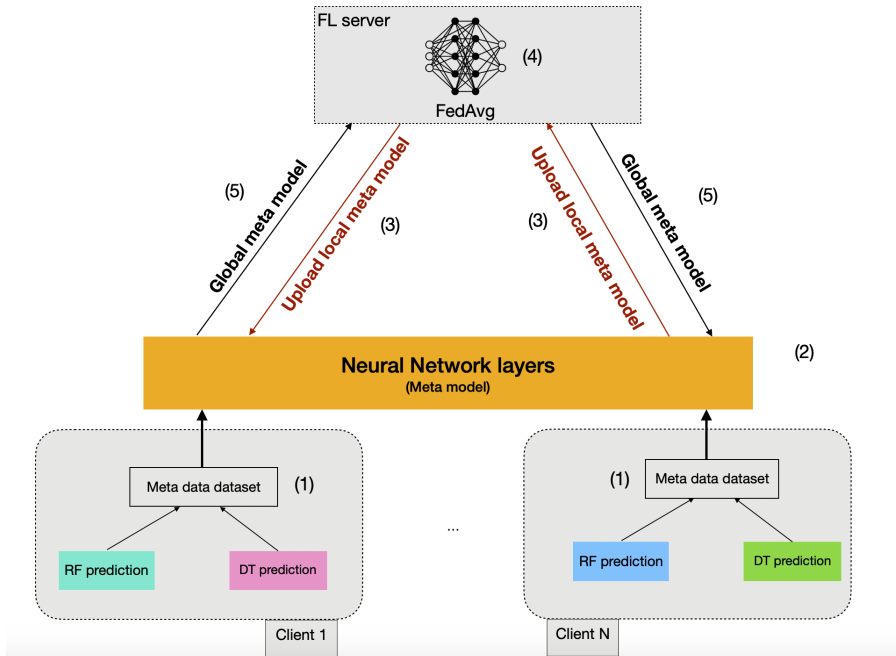 FL server
(4)
FedAvg
(5)
Global meta model
Upload local meta model
(3)
Upload local meta model
(3)
Global meta model
(5)
Neural Network layers
(Meta model)
(2)
Meta data dataset
(1)
RF prediction
DT prediction
Client 1
...
(1)
Meta data dataset
RF prediction
DT prediction
Client N